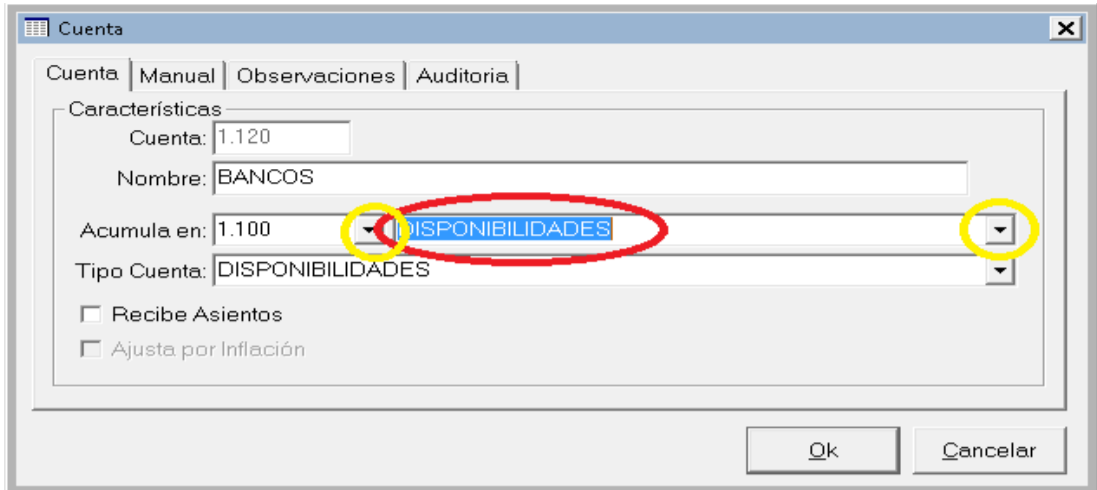 Cuenta
Cuenta Manual Observaciones Auditoria
Características
Cuenta: 1.120
Nombre: BANCOS
Acumula en: 1.100 DISPONIBILIDADES
Tipo Cuenta: DISPONIBILIDADES
Recibe Asientos
Ajusta por Inflación
Ok Cancelar